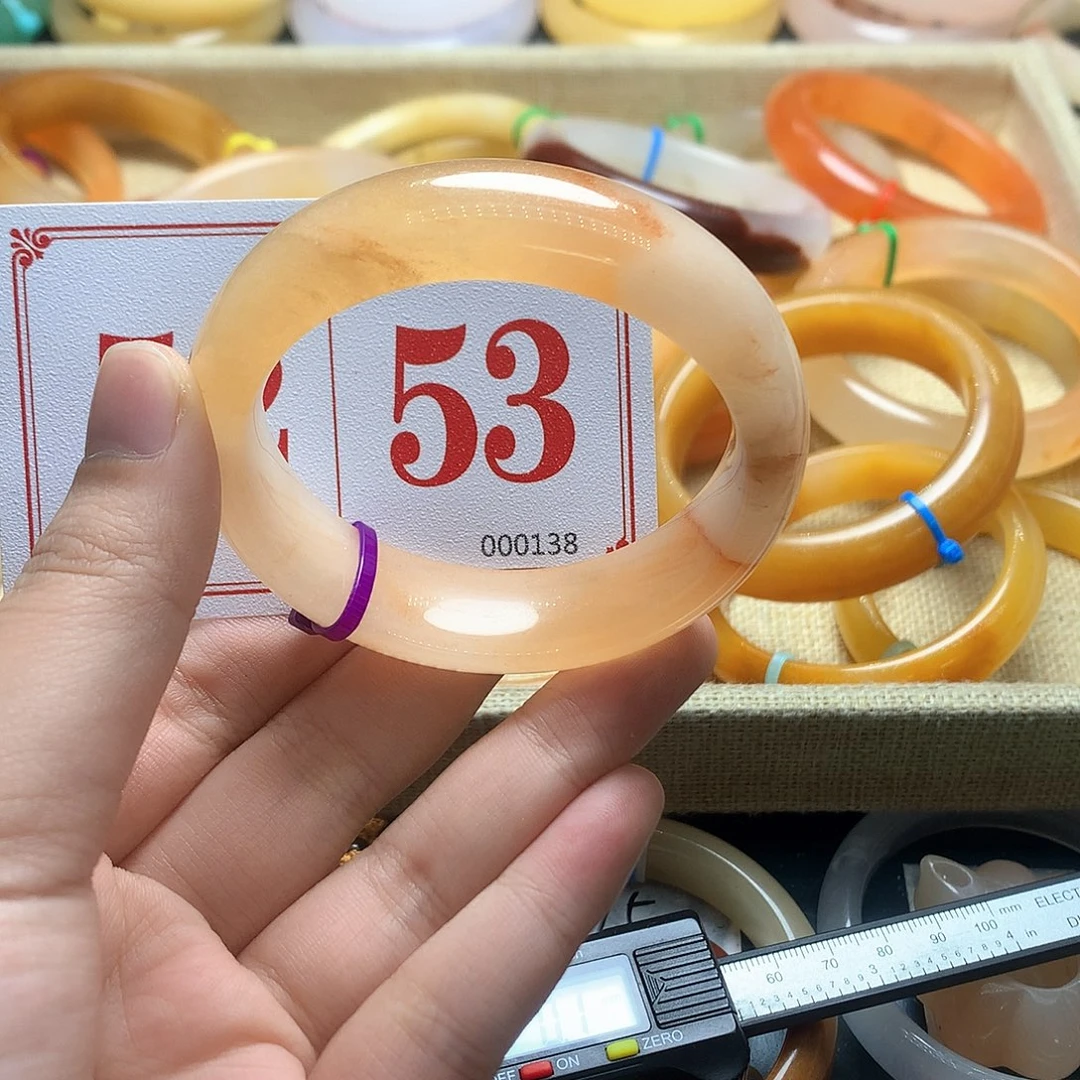 53
000138
60 70 80 90 100 mm ELECT
3 4 in
ON ZERO